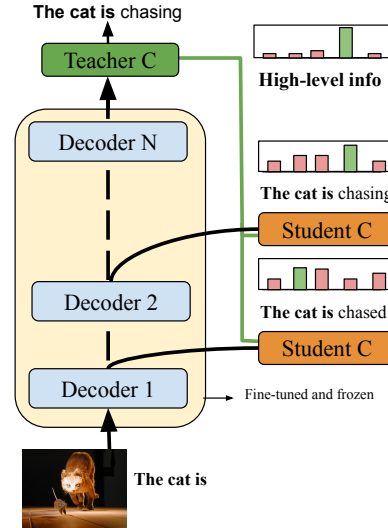 The cat is chasing
Teacher C
High-level info
Decoder N
The cat is chasing
Student C
Decoder 2
The cat is chased
Student C
Decoder 1
Fine-tuned and frozen
The cat is